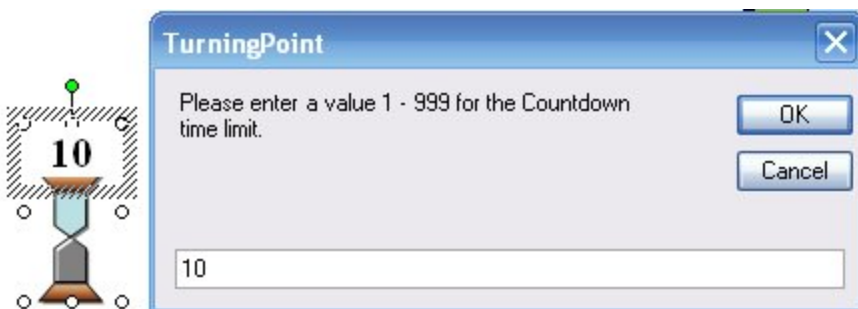 TurningPoint
Please enter a value 1 - 999 for the Countdown
time limit.
OK
Cancel
10
10